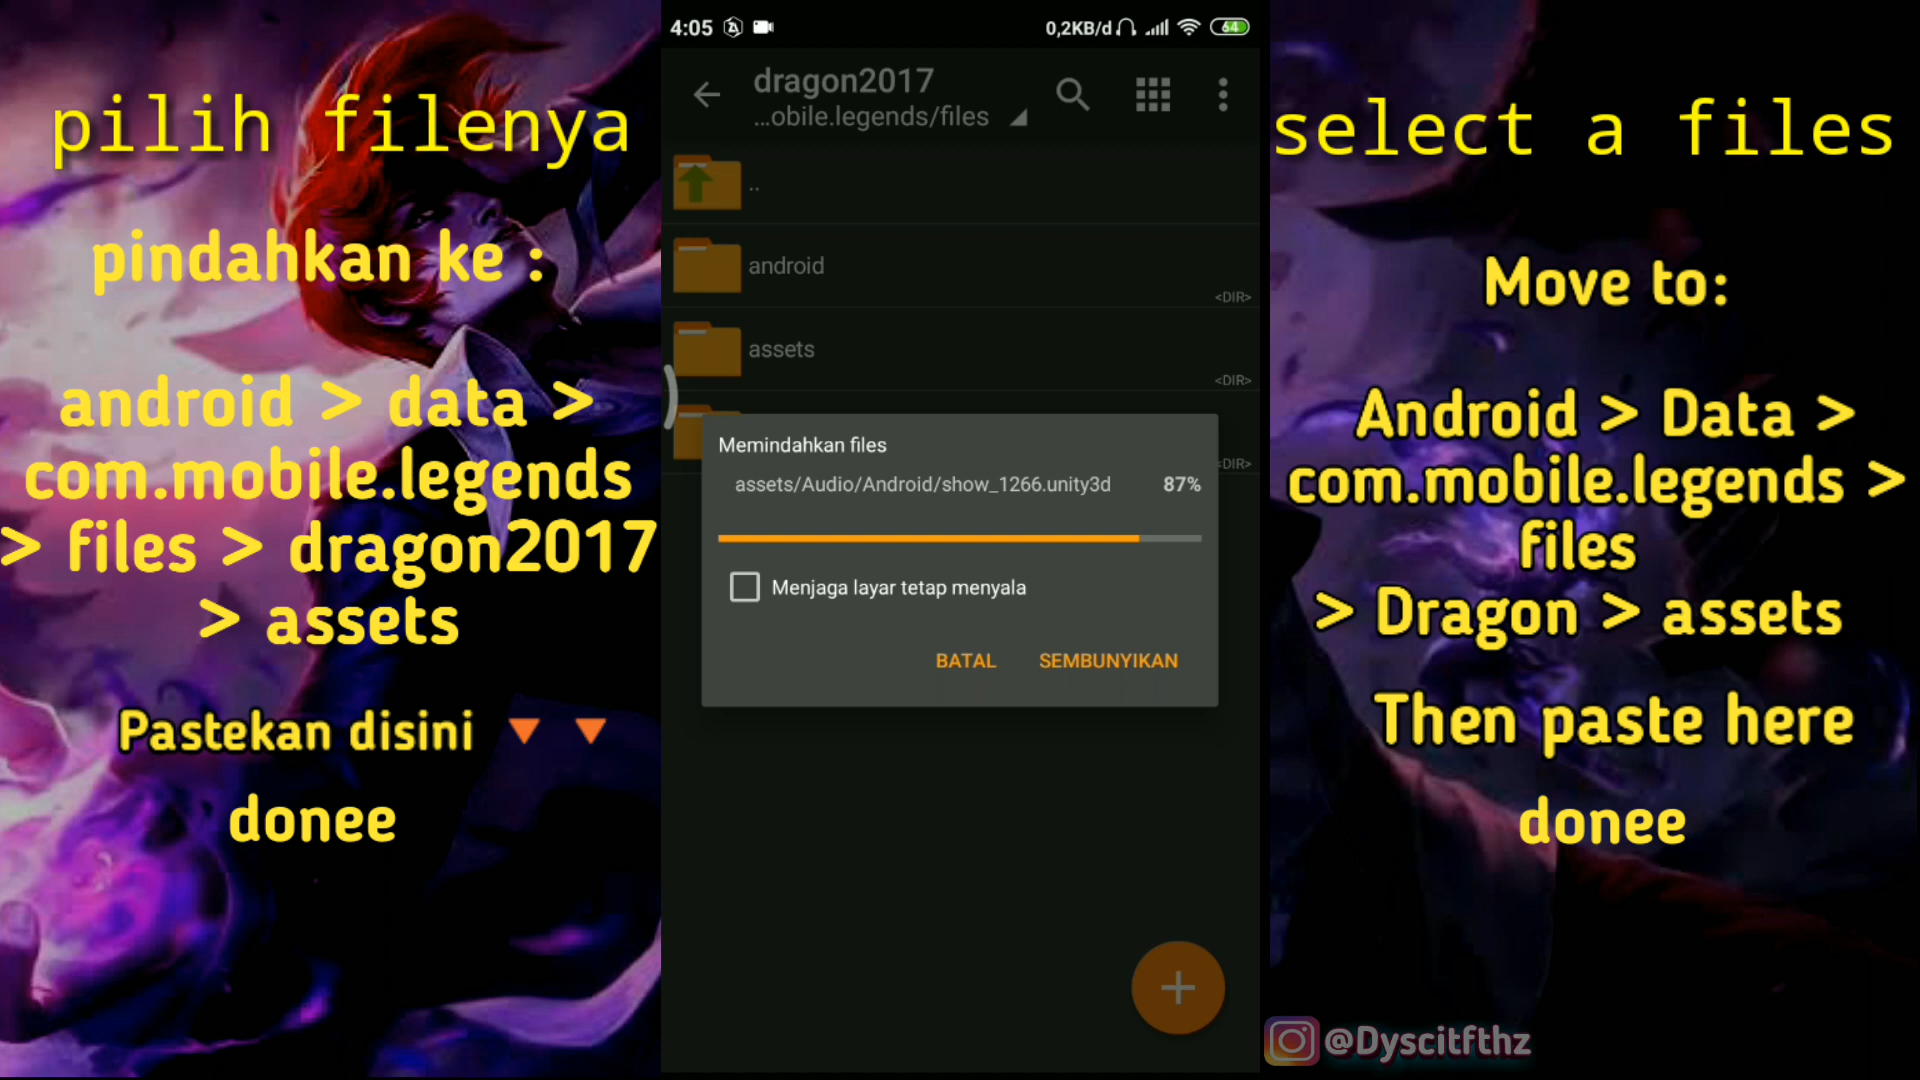 pilih filenya
pindahkan ke :
android > data >
com.mobile.legends
> files > dragon2017
> assets
Pastekan disini
donee
4:05
0,2KB/d
64
dragon2017
...obile.legends/files
..
android
<DIR>
assets
<DIR>
<DIR>
Memindahkan files
assets/Audio/Android/show_1266.unity3d 87%
Menjaga layar tetap menyala
BATAL SEMBUNYIKAN
select a files
Move to:
Android > Data >
com.mobile.legends >
files
> Dragon > assets
Then paste here
donee
@Dyscitfthz